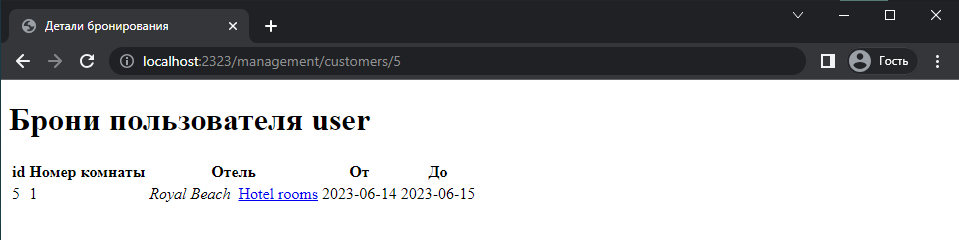 Детали бронирования
localhost:2323/management/customers/5
Гость
Брони пользователя user
id Номер комнаты Отель От До
5 1 Royal Beach Hotel rooms 2023-06-14 2023-06-15